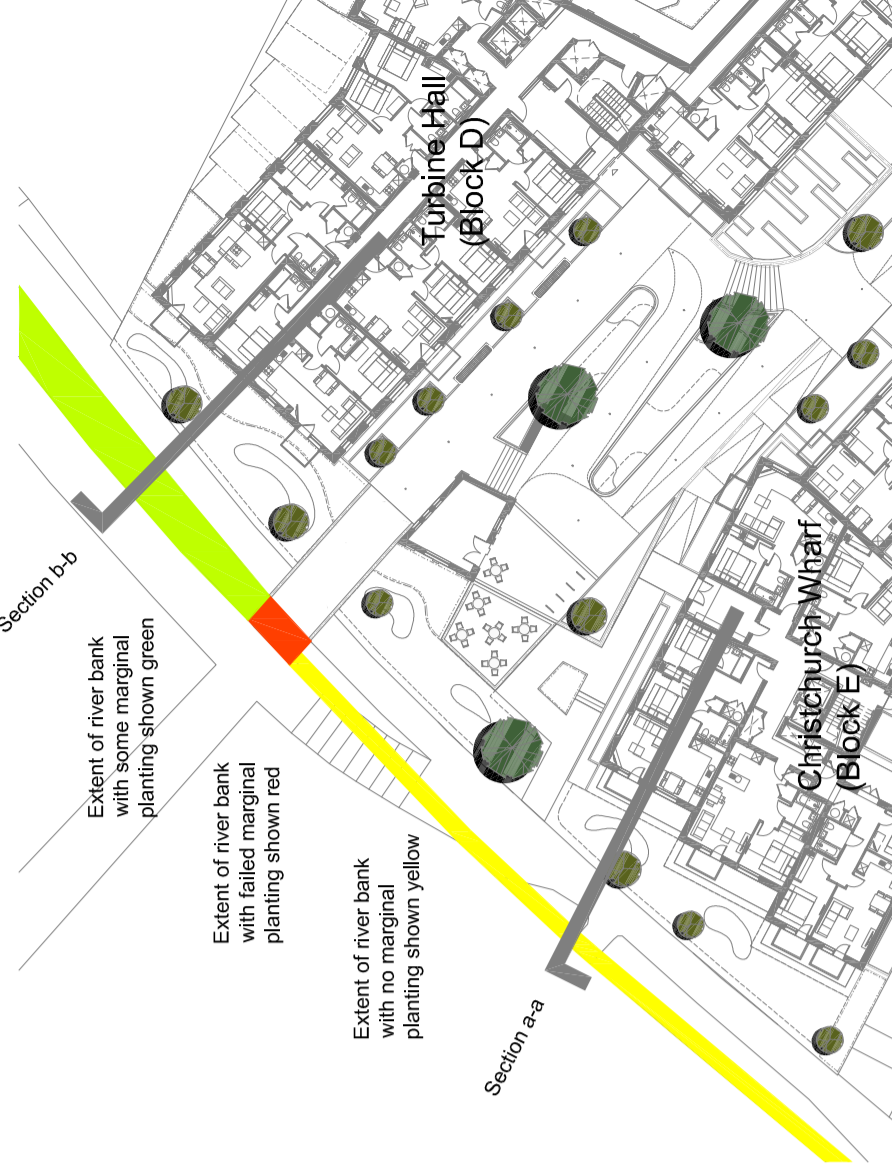 Turbine Hall
(Block D)
Section b-b
Extent of river bank
with some marginal
planting shown green
Extent of river bank
with failed marginal
planting shown red
Extent of river bank
with no marginal
planting shown yellow
Christchurch Wharf
(Block E)
Section a-a